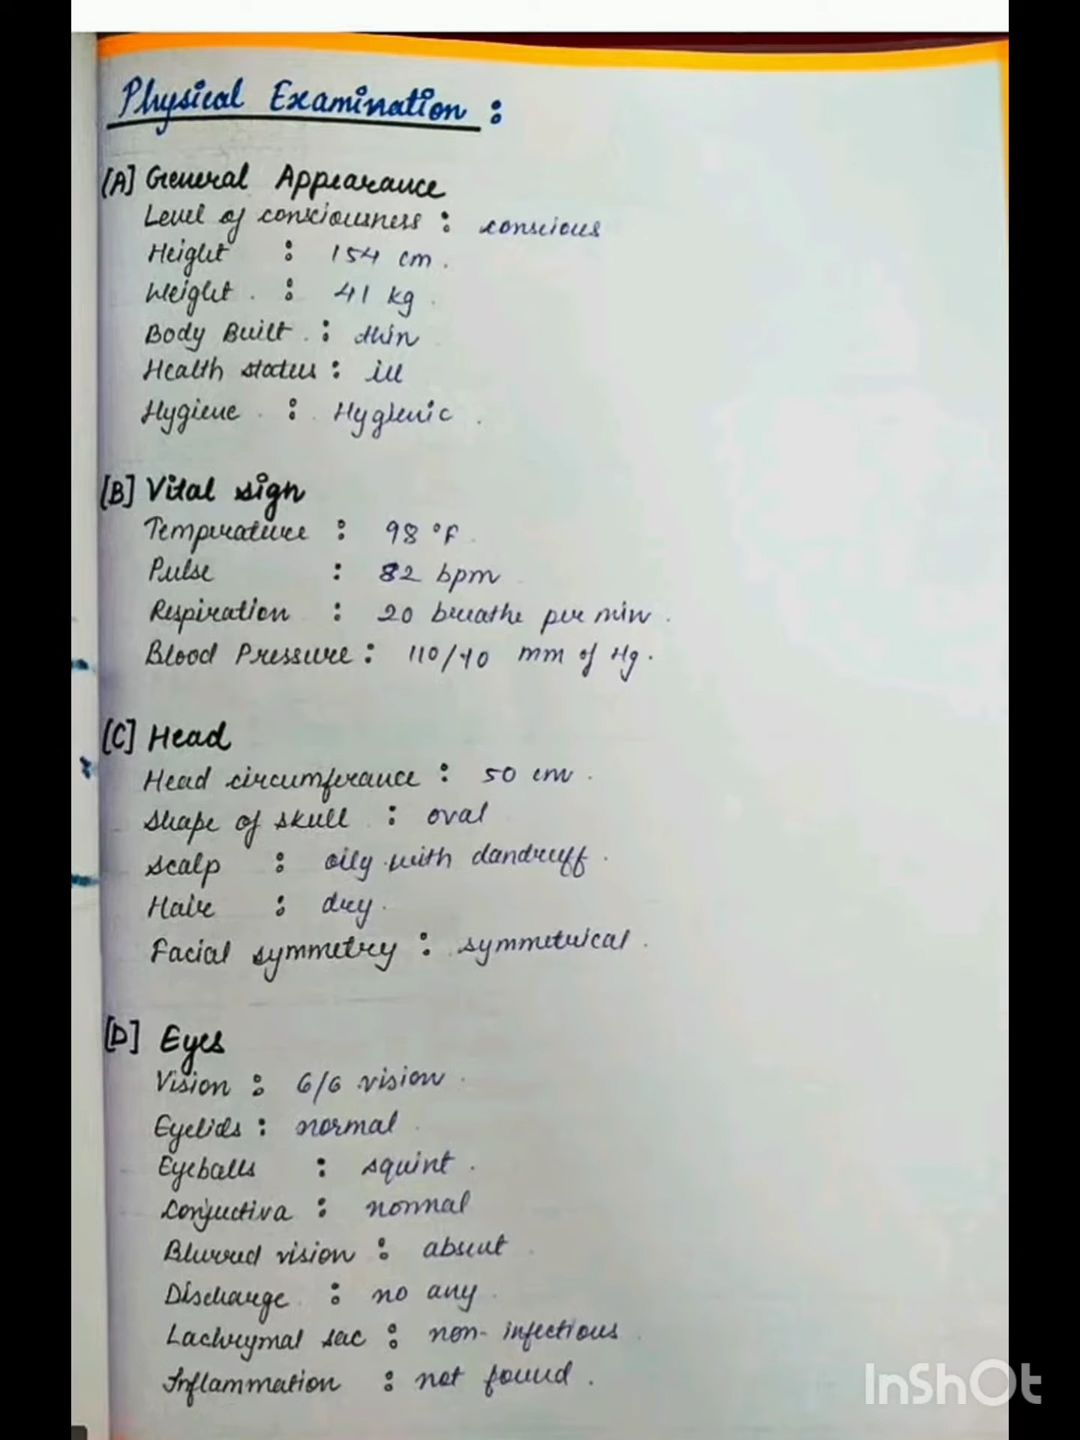 Physical Examination :
[A] General Appearance
Level of consciousness : conscious
Height : 154 cm.
Weight. : 41 kg.
Body Built. : thin
Health status : ill
Hygiene. : Hygienic.
[B] Vital sign
Temperature : 98 °F.
Pulse : 82 bpm
Respiration : 20 breathe per min.
Blood Pressure : 110/70 mm of Hg.
[C] Head
Head circumferance : 50 cm.
Shape of skull : oval
Scalp : oily with dandruff.
Hair : dry.
Facial symmetry : symmetrical.
[D] Eyes
Vision : 6/6 vision.
Eyelids : normal
Eyeballs : squint.
Conjuctiva : normal
Blurred vision : absent
Discharge. : no any.
Lachrymal sac : non-infectious
Inflammation : not found.
InShOt